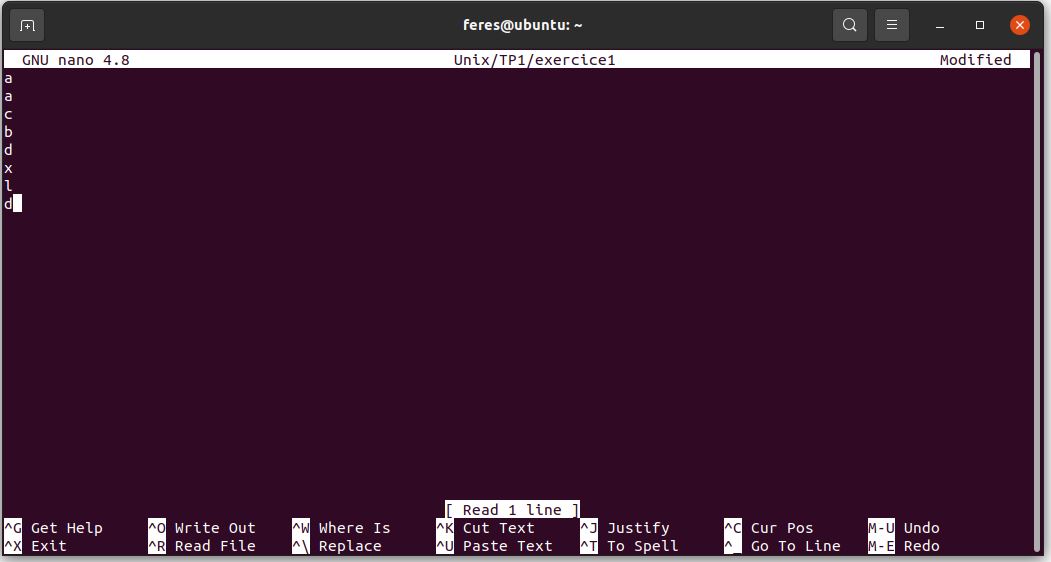 feres@ubuntu: ~
GNU nano 4.8 Unix/TP1/exercice1 Modified
a
a
c
b
d
x
l
d
[ Read 1 line ]
^G Get Help ^O Write Out ^W Where Is ^K Cut Text ^J Justify ^C Cur Pos M-U Undo
^X Exit ^R Read File ^\ Replace ^U Paste Text ^T To Spell ^_ Go To Line M-E Redo